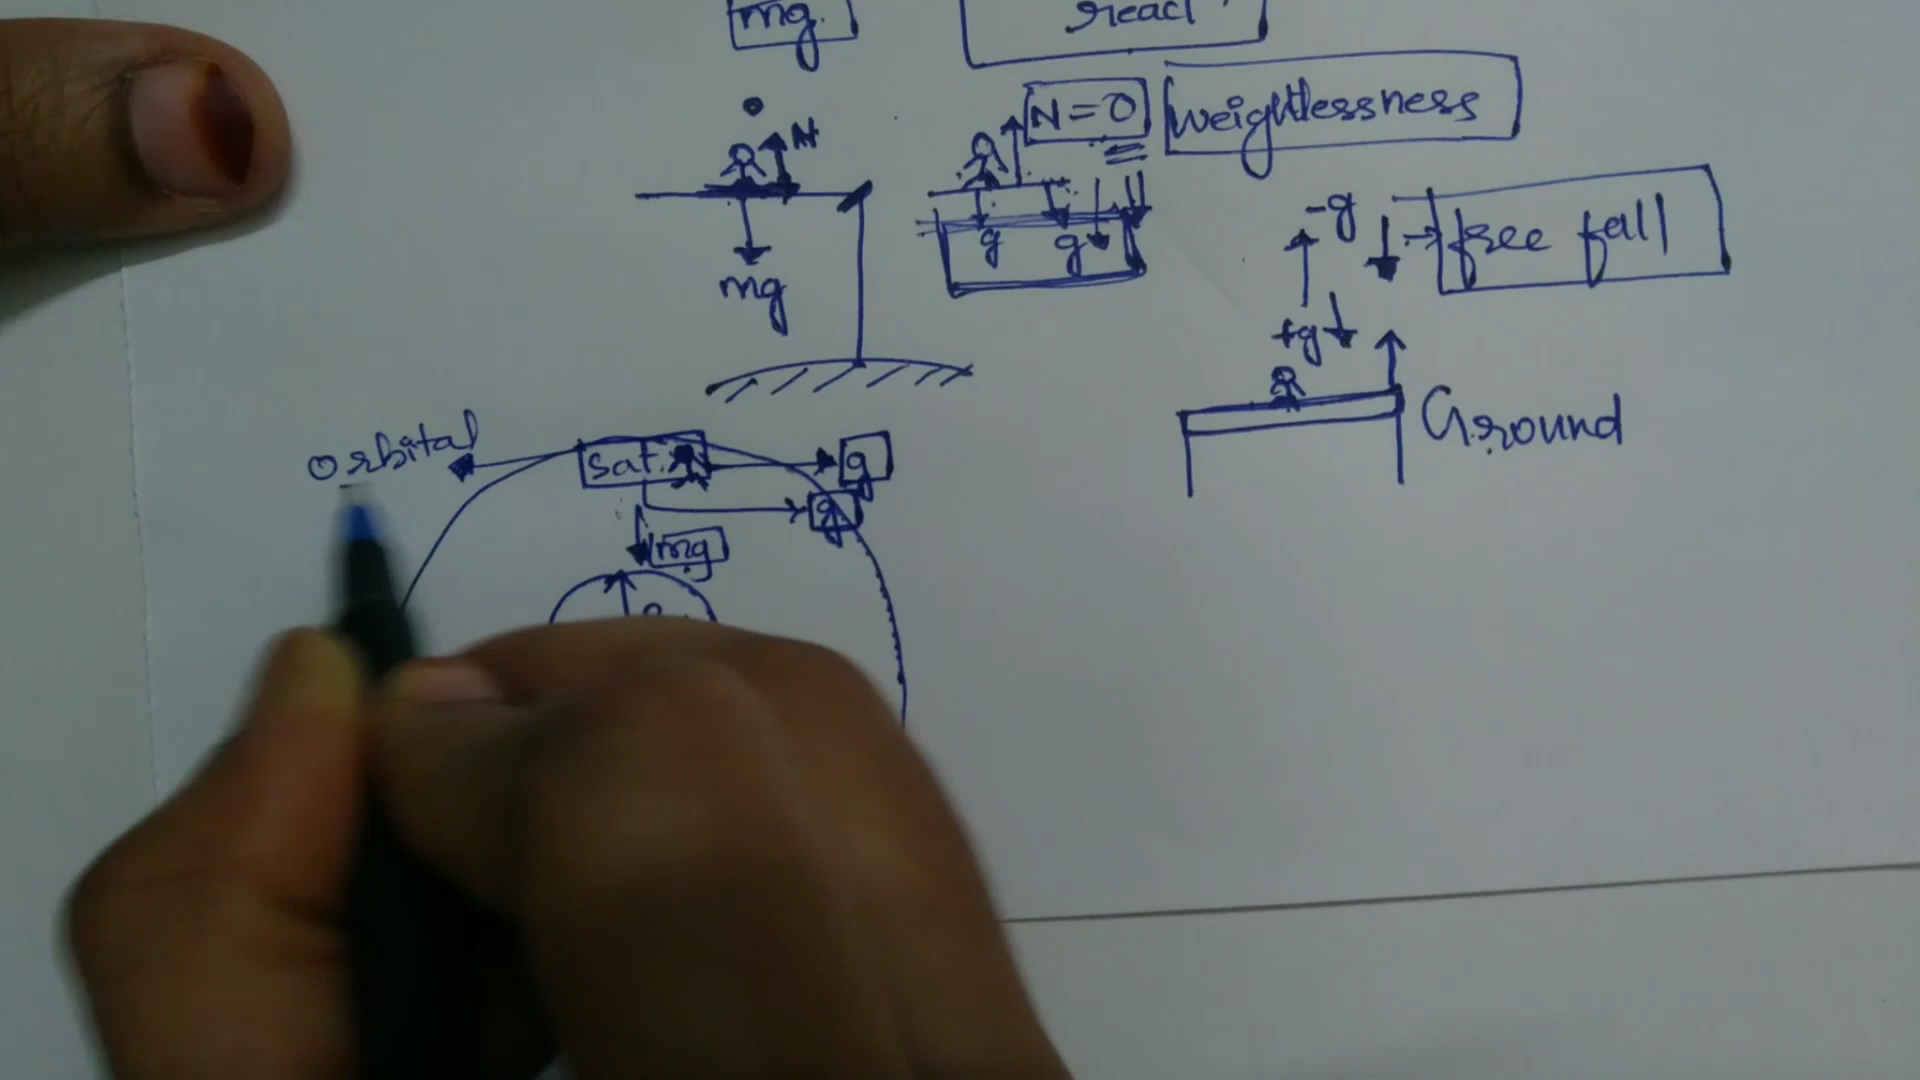 mg.
react
N
N = 0
Weightlessness
mg
g
g
-g
free fall
+g
Ground
Orbital
Sat.
g
g
mg